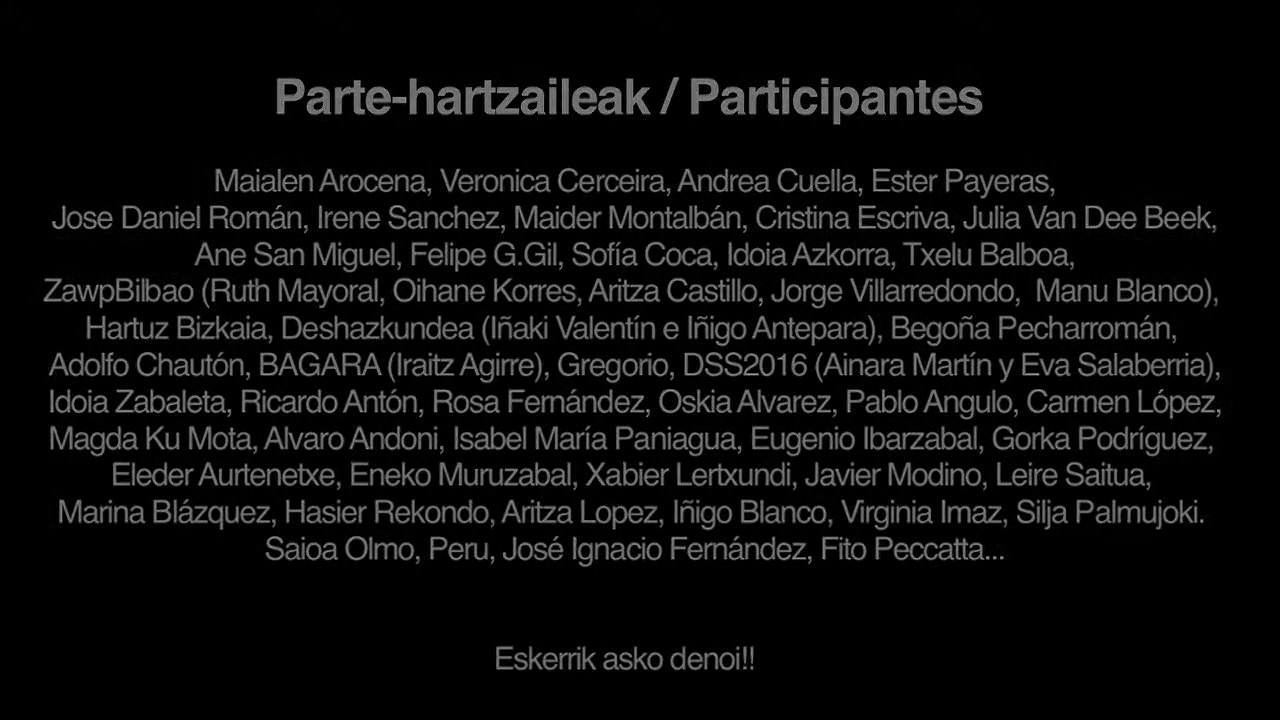 Parte-hartzaileak / Participantes
Maialen Arocena, Veronica Cerceira, Andrea Cuella, Ester Payeras,
Jose Daniel Román, Irene Sanchez, Maider Montalbán, Cristina Escriva, Julia Van Dee Beek,
Ane San Miguel, Felipe G.Gil, Sofía Coca, Idoia Azkorra, Txelu Balboa,
ZawpBilbao (Ruth Mayoral, Oihane Korres, Aritza Castillo, Jorge Villarredondo, Manu Blanco),
Hartuz Bizkaia, Deshazkundea (Iñaki Valentín e Iñigo Antepara), Begoña Pecharromán,
Adolfo Chautón, BAGARA (Iraitz Agirre), Gregorio, DSS2016 (Ainara Martín y Eva Salaberria),
Idoia Zabaleta, Ricardo Antón, Rosa Fernández, Oskia Alvarez, Pablo Angulo, Carmen López,
Magda Ku Mota, Alvaro Andoni, Isabel María Paniagua, Eugenio Ibarzabal, Gorka Podríguez,
Eleder Aurtenetxe, Eneko Muruzabal, Xabier Lertxundi, Javier Modino, Leire Saitua,
Marina Blázquez, Hasier Rekondo, Aritza Lopez, Iñigo Blanco, Virginia Imaz, Silja Palmujoki.
Saioa Olmo, Peru, José Ignacio Fernández, Fito Peccatta...
Eskerrik asko denoi!!